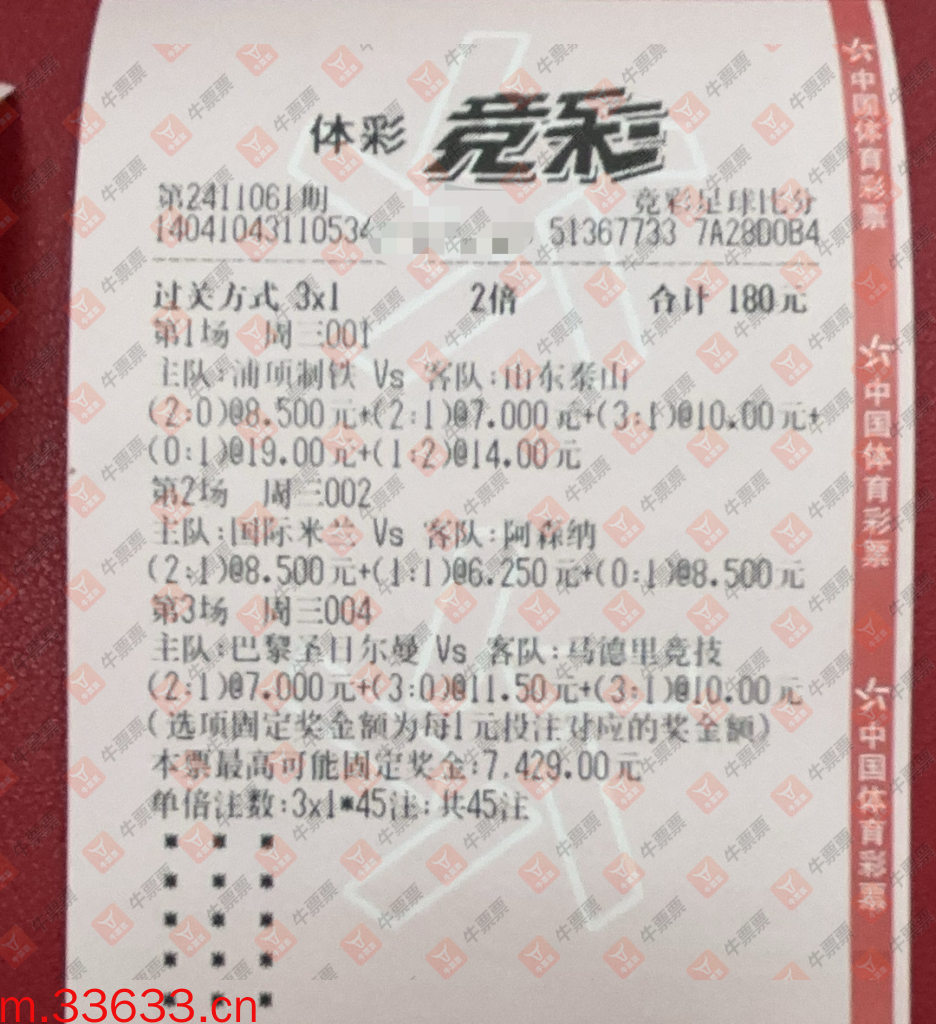 体彩 竞彩
第2411061期 竞彩足球比分
14041043110534 51367733 7A28D0B4
过关方式 3x1 2倍 合计 180元
第1场 周三001
主队:浦项制铁 Vs 客队:山东泰山
(2:0)@8.500元+(2:1)@7.000元+(3:1)@10.00元+
(0:1)@19.00元+(1:2)@14.00元
第2场 周三002
主队:国际米兰 Vs 客队:阿森纳
(2:1)@8.500元+(1:1)@6.250元+(0:1)@8.500元
第3场 周三004
主队:巴黎圣日尔曼 Vs 客队:马德里竞技
(2:1)@7.000元+(3:0)@11.50元+(3:1)@10.00元
(选项固定奖金额为每1元投注对应的奖金额)
本票最高可能固定奖金:7,429.00元
单倍注数:3x1*45注;共45注
中国体育彩票
中国体育彩票
中国体育彩票
牛票票
m.33633.cn